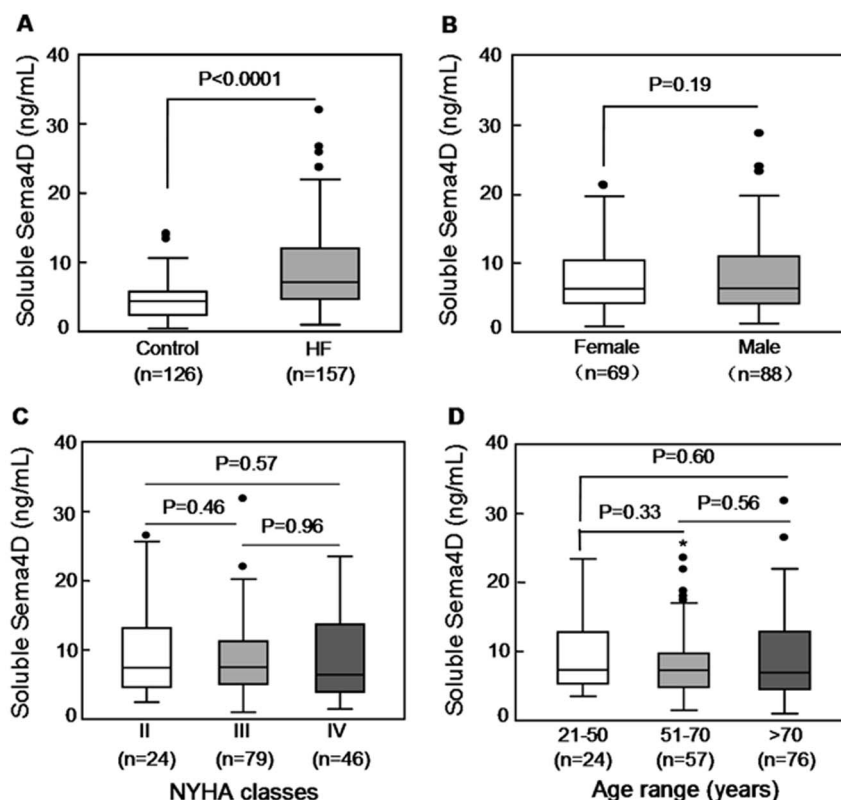 A
Soluble Sema4D (ng/mL)
40
30
20
10
0
P<0.0001
Control
(n=126)
HF
(n=157)
B
Soluble Sema4D (ng/mL)
40
30
20
10
0
P=0.19
Female
（n=69）
Male
（n=88）
C
Soluble Sema4D (ng/mL)
40
30
20
10
0
P=0.57
P=0.46
P=0.96
II
(n=24)
III
(n=79)
IV
(n=46)
NYHA classes
D
Soluble Sema4D (ng/mL)
40
30
20
10
0
P=0.60
P=0.33
P=0.56
*
21-50
(n=24)
51-70
(n=57)
>70
(n=76)
Age range (years)